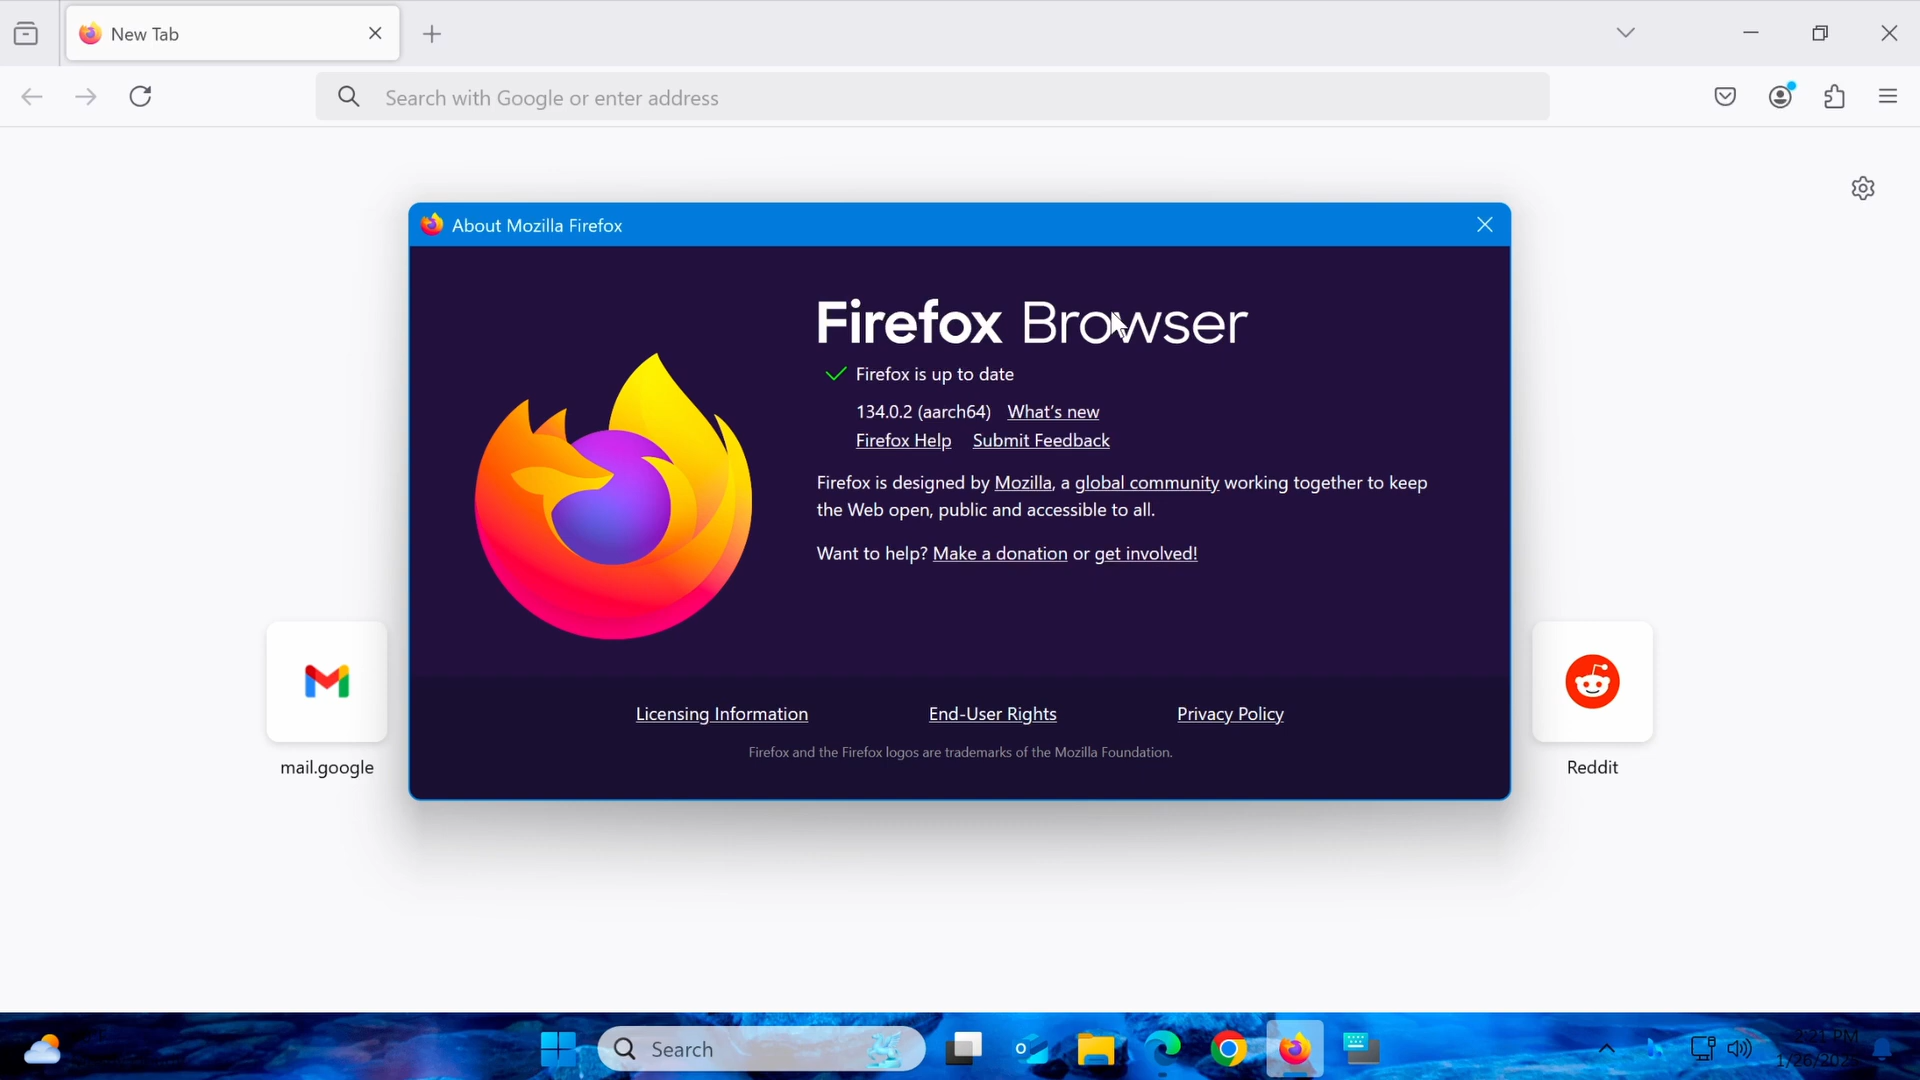 New Tab
Search with Google or enter address
About Mozilla Firefox
Firefox Browser
Firefox is up to date
134.0.2 (aarch64) What's new
Firefox Help Submit Feedback
Firefox is designed by Mozilla, a global community working together to keep
the Web open, public and accessible to all.
Want to help? Make a donation or get involved!
Licensing Information End-User Rights Privacy Policy
Firefox and the Firefox logos are trademarks of the Mozilla Foundation.
mail.google
Reddit
Search